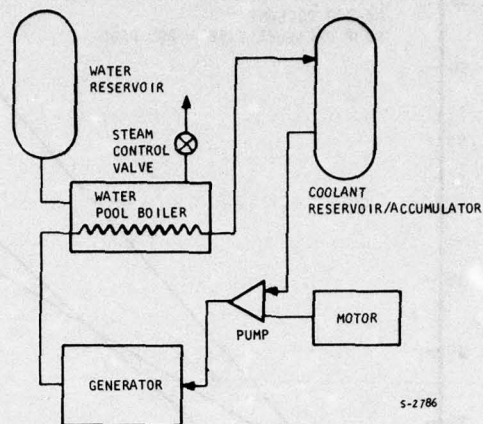 WATER
RESERVOIR
STEAM
CONTROL
VALVE
WATER
POOL BOILER
COOLANT
RESERVOIR/ACCUMULATOR
PUMP
MOTOR
GENERATOR
S-2786